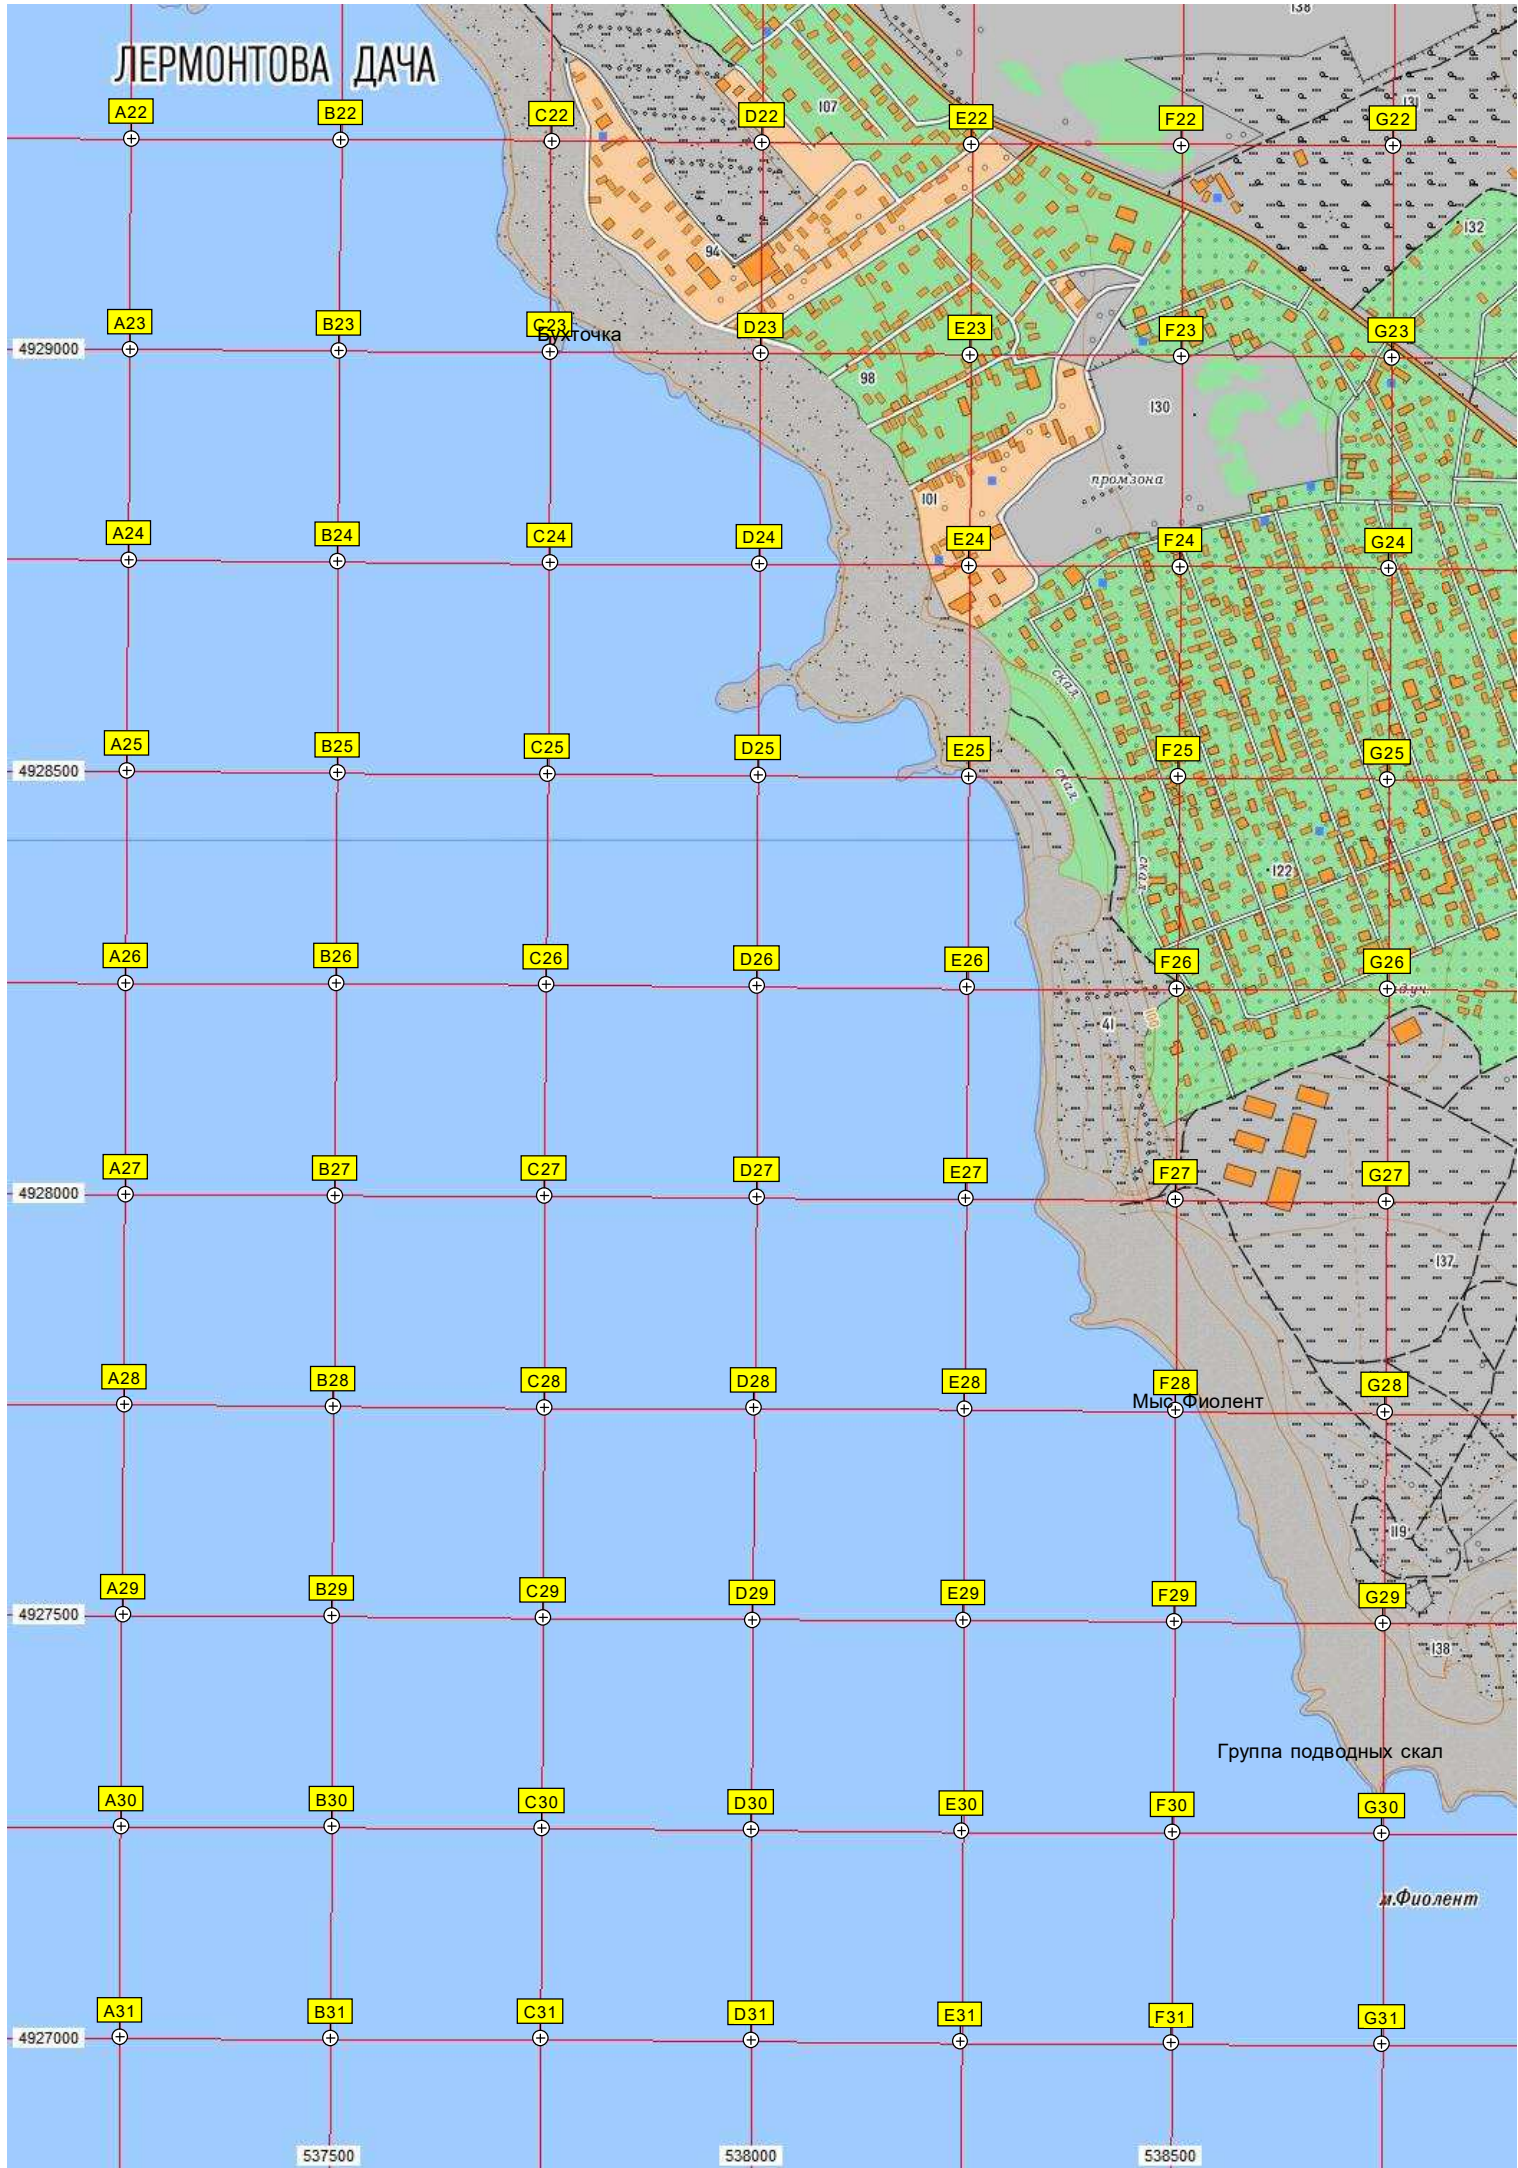 138
ЛЕРМОНТОВА ДАЧА
107
131
A22 B22 C22 D22 E22 F22 G22
132
94
A23 B23 C23 D23 E23 F23 G23
Бухточка
4929000
98
130
промзона
101
A24 B24 C24 D24 E24 F24 G24
скал.
A25 B25 C25 D25 E25 F25 G25
4928500
скал.
скал.
122
A26 B26 C26 D26 E26 F26 G26
41
100
A27 B27 C27 D27 E27 F27 G27
4928000
137
A28 B28 C28 D28 E28 F28 G28
Мыс Фиолент
119
A29 B29 C29 D29 E29 F29 G29
4927500
138
Группа подводных скал
A30 B30 C30 D30 E30 F30 G30
м.Фиолент
A31 B31 C31 D31 E31 F31 G31
4927000
537500 538000 538500